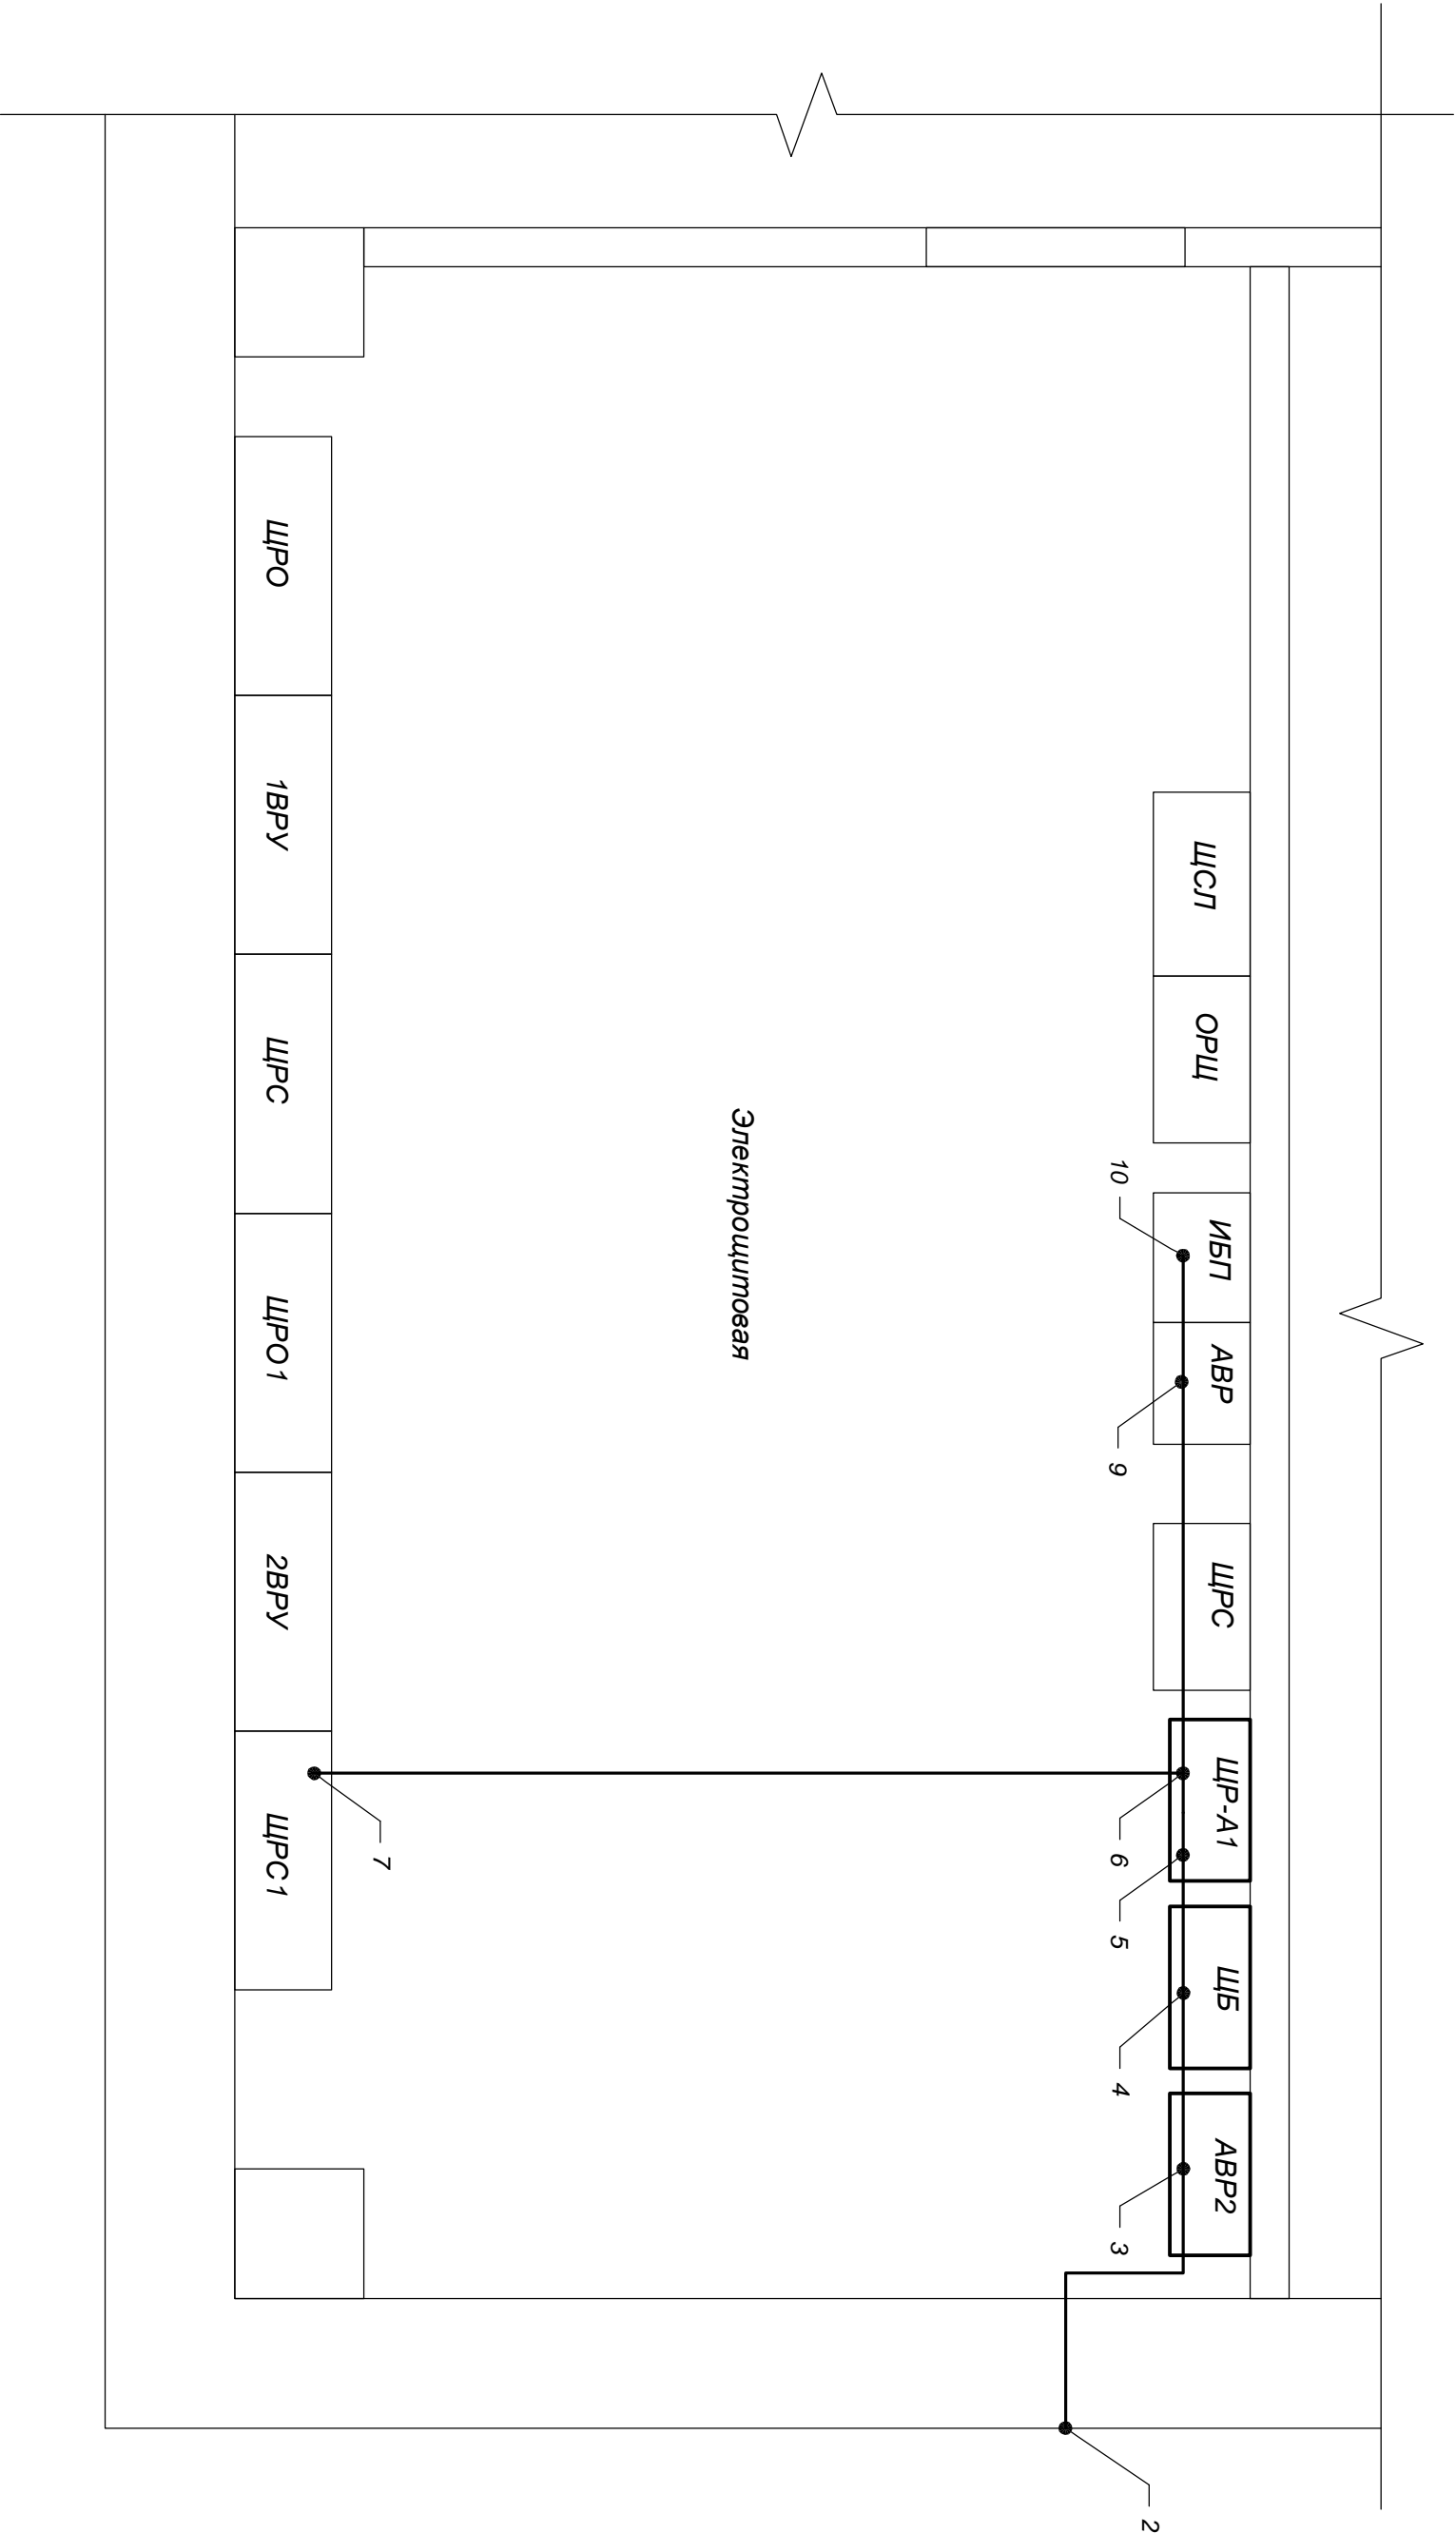 ЩСЛ
ОРЩ
ИБП
АВР
ЩРС
ЩР-А1
ЩБ
АВР2
10
9
6
5
4
3
2
Электрощитовая
7
ЩРО
1ВРУ
ЩРС
ЩРО1
2ВРУ
ЩРС1